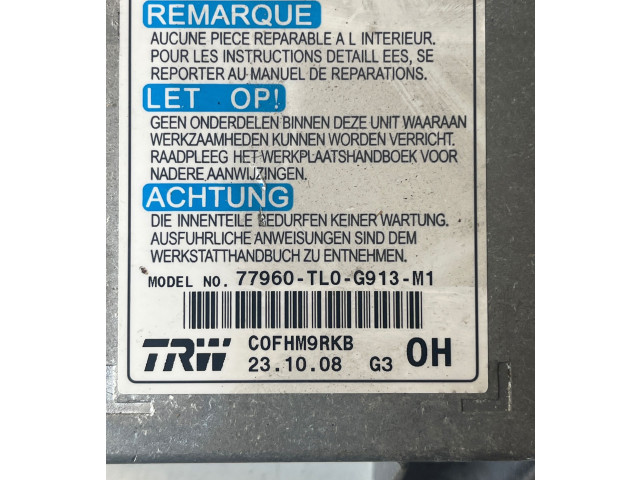 REMARQUE
AUCUNE PIECE REPARABLE A L INTERIEUR.
POUR LES INSTRUCTIONS DETAILL EES, SE
REPORTER AU MANUEL DE REPARATIONS.
LET OP!
GEEN ONDERDELEN BINNEN DEZE UNIT WAARAAN
WERKZAAMHEDEN KUNNEN WORDEN VERRICHT.
RAADPLEEG HET WERKPLAATSHANDBOEK VOOR
NADERE AANWIJZINGEN.
ACHTUNG
DIE INNENTEILE BEDURFEN KEINER WARTUNG.
AUSFUHRLICHE ANWEISUNGEN SIND DEM
WERKSTATTHANDBUCH ZU ENTNEHMEN.
MODEL NO. 77960-TL0-G913-M1
TRW COFHM9RKB
23.10.08 G3 0H